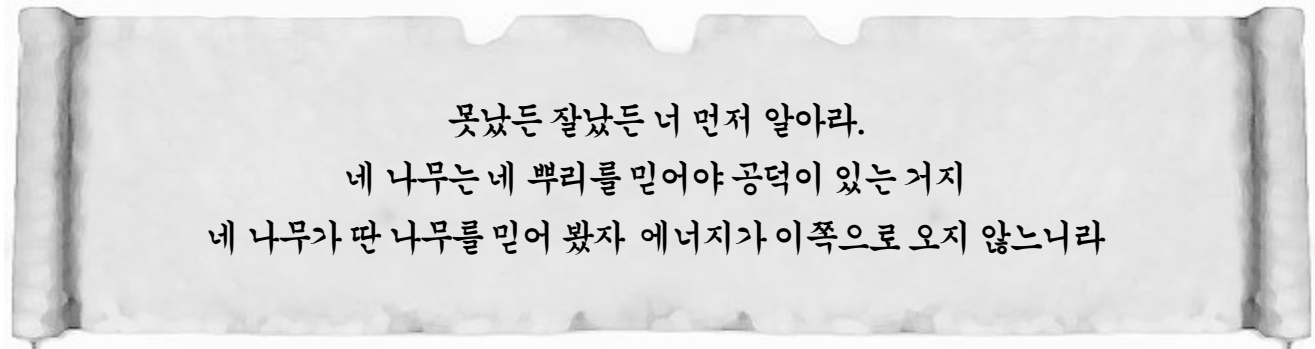 못났든 잘났든 너 먼저 알아라.
네 나무는 네 뿌리를 믿어야 공덕이 있는 거지
네 나무가 딴 나무를 믿어 봤자 에너지가 이쪽으로 오지 않느니라